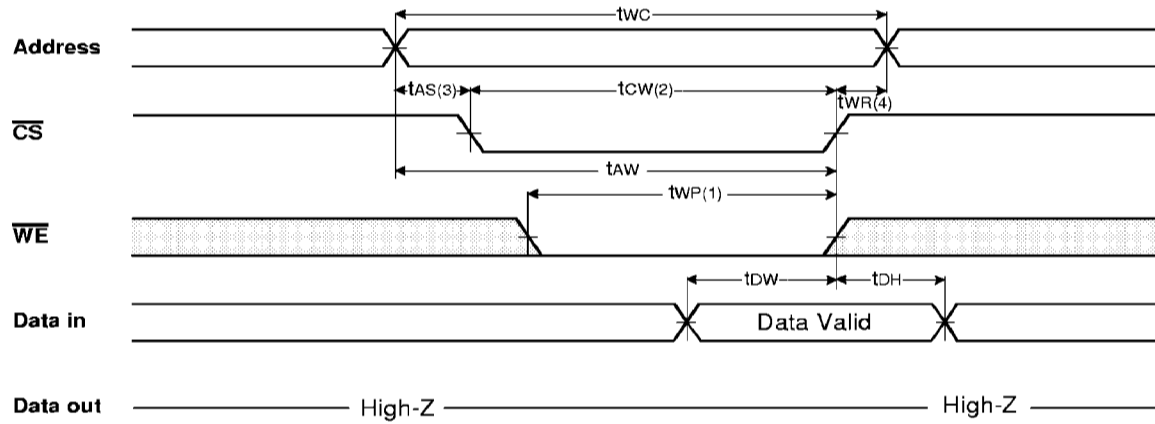 tWC
Address
tAS(3) tCW(2) tWR(4)
CS
tAW
tWP(1)
WE
tDW tDH
Data in Data Valid
Data out High-Z High-Z